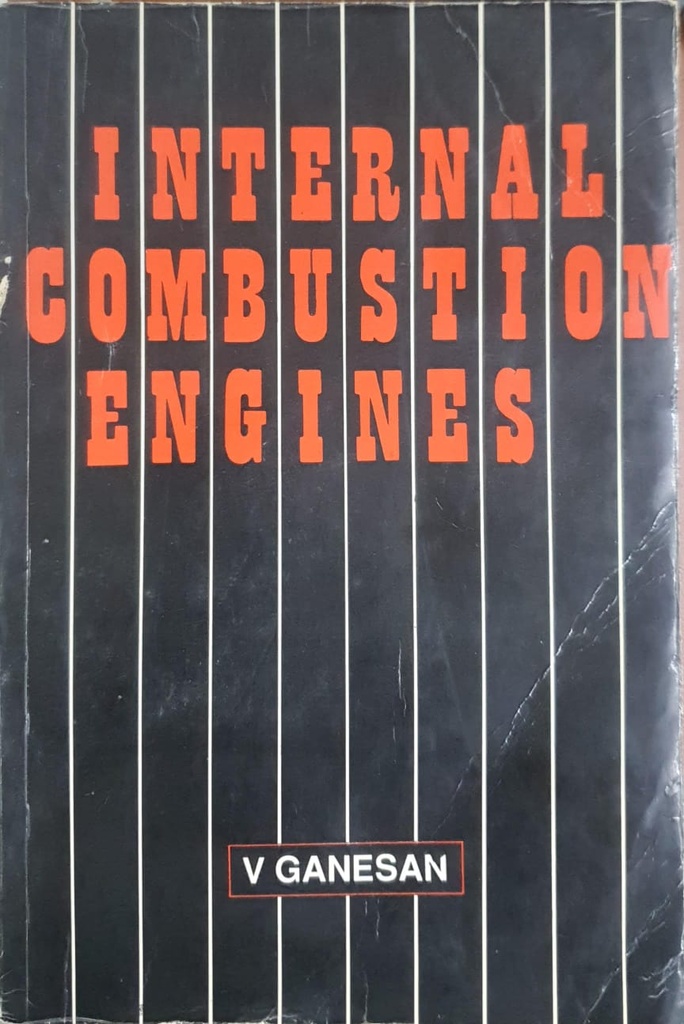 INTERNAL
COMBUSTION
ENGINES
V GANESAN